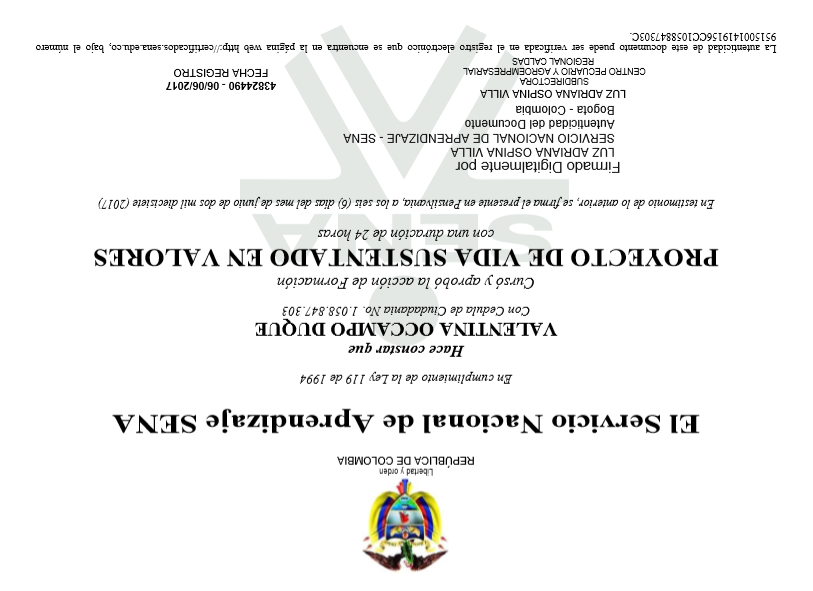 Libertad y orden
REPÚBLICA DE COLOMBIA
El Servicio Nacional de Aprendizaje SENA
En cumplimiento de la Ley 119 de 1994
Hace constar que
VALENTINA OCCAMPO DUQUE
Con Cedula de Ciudadania No. 1.058.847.303
Cursó y aprobó la acción de Formación
PROYECTO DE VIDA SUSTENTADO EN VALORES
con una duración de 24 horas
En testimonio de lo anterior, se firma el presente en Pensilvania, a los seis (6) días del mes de junio de dos mil diecisiete (2017)
Firmado Digitalmente por
LUZ ADRIANA OSPINA VILLA
SERVICIO NACIONAL DE APRENDIZAJE - SENA
Autenticidad del Documento
Bogota - Colombia
LUZ ADRIANA OSPINA VILLA
SUBDIRECTORA
CENTRO PECUARIO Y AGROEMPRESARIAL
REGIONAL CALDAS
43824490 - 06/06/2017
FECHA REGISTRO
La autenticidad de este documento puede ser verificada en el registro electrónico que se encuentra en la página web http://certificados.sena.edu.co, bajo el número
9515001419156CC1058847303C.
SENA